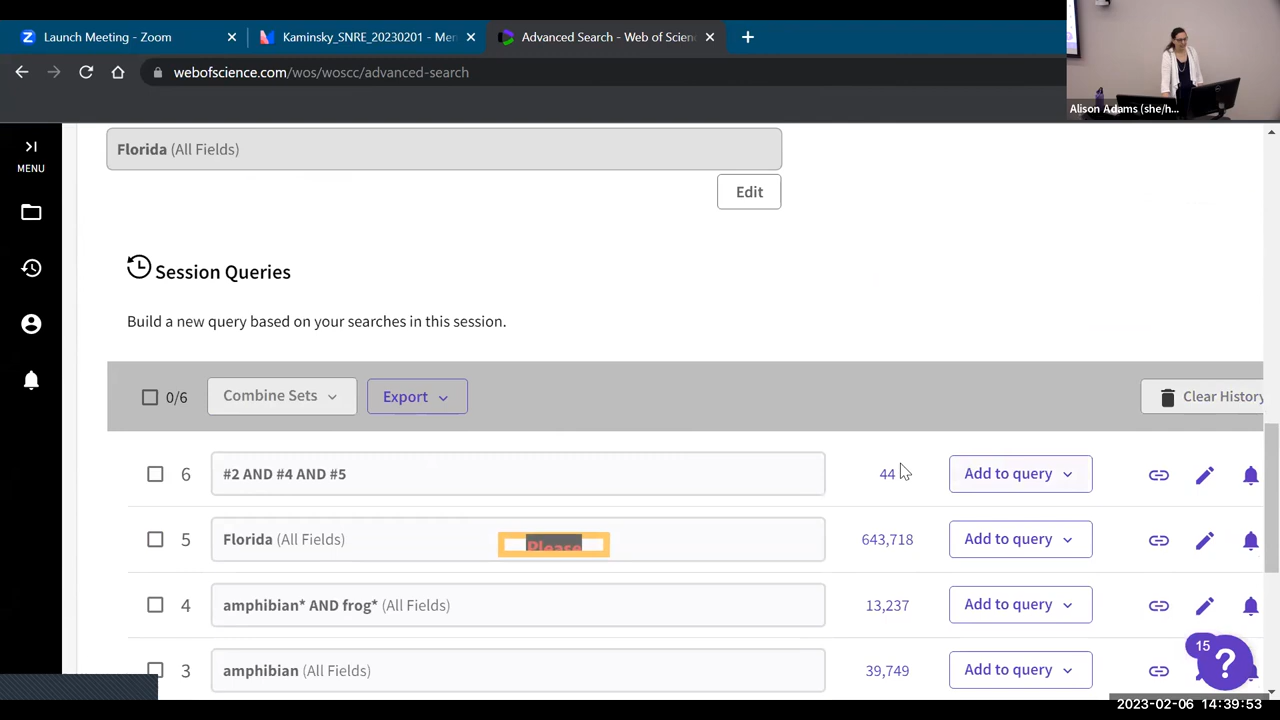 Launch Meeting - Zoom
Kaminsky_SNRE_20230201 - Men
Advanced Search - Web of Scienc
webofscience.com/wos/woscc/advanced-search
Alison Adams (she/h...
MENU
Florida (All Fields)
Edit
Session Queries
Build a new query based on your searches in this session.
0/6
Combine Sets
Export
Clear History
6
#2 AND #4 AND #5
44
Add to query
5
Florida (All Fields)
Please
643,718
Add to query
4
amphibian* AND frog* (All Fields)
13,237
Add to query
3
amphibian (All Fields)
39,749
Add to query
15
?
2023-02-06 14:39:53